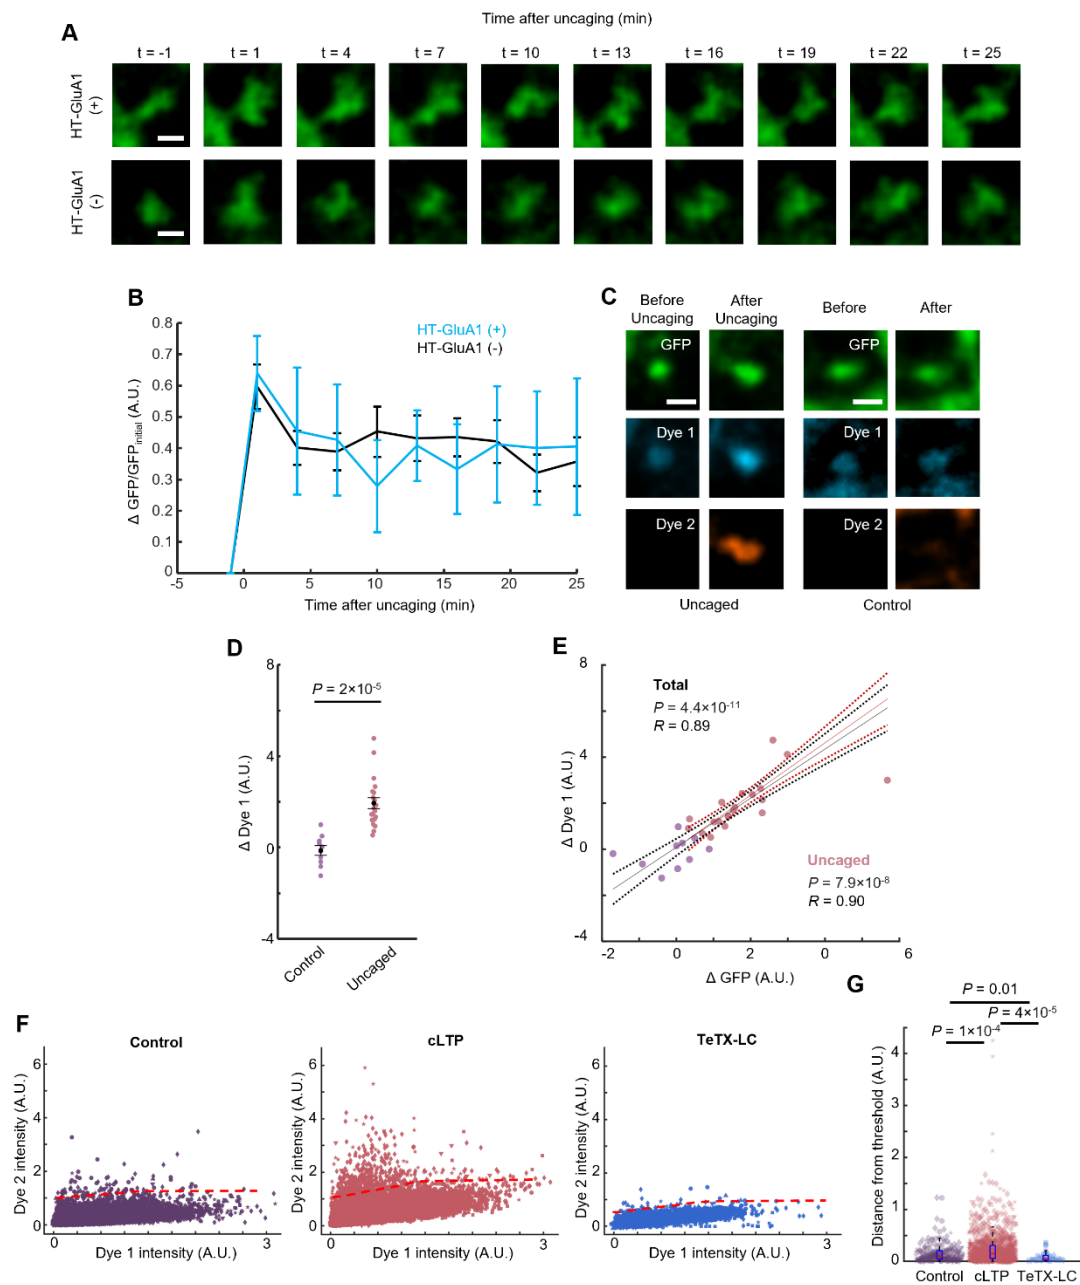 Time after uncaging (min)
A
t = -1 t = 1 t = 4 t = 7 t = 10 t = 13 t = 16 t = 19 t = 22 t = 25
HT-GluA1
(+)
HT-GluA1
(-)
B
HT-GluA1 (+)
HT-GluA1 (-)
Δ GFP/GFPinitial (A.U.)
0.8
0.7
0.6
0.5
0.4
0.3
0.2
0.1
0
-5 0 5 10 15 20 25
Time after uncaging (min)
C
Before
Uncaging
After
Uncaging
Before
After
GFP
GFP
Dye 1
Dye 1
Dye 2
Dye 2
Uncaged
Control
D
P = 2×10-5
Δ Dye 1 (A.U.)
8
4
0
-4
Control
Uncaged
E
Total
P = 4.4×10-11
R = 0.89
Uncaged
P = 7.9×10-8
R = 0.90
Δ Dye 1 (A.U.)
8
4
0
-4
-2 0 2 0 6
Δ GFP (A.U.)
F
Control
Dye 2 intensity (A.U.)
6
4
2
0
0 3
Dye 1 intensity (A.U.)
cLTP
Dye 2 intensity (A.U.)
6
4
2
0
0 3
Dye 1 intensity (A.U.)
TeTX-LC
Dye 2 intensity (A.U.)
6
4
2
0
0 3
Dye 1 intensity (A.U.)
G
P = 0.01
P = 4×10-5
P = 1×10-4
Distance from threshold (A.U.)
4
3
2
1
0
Control cLTP TeTX-LC